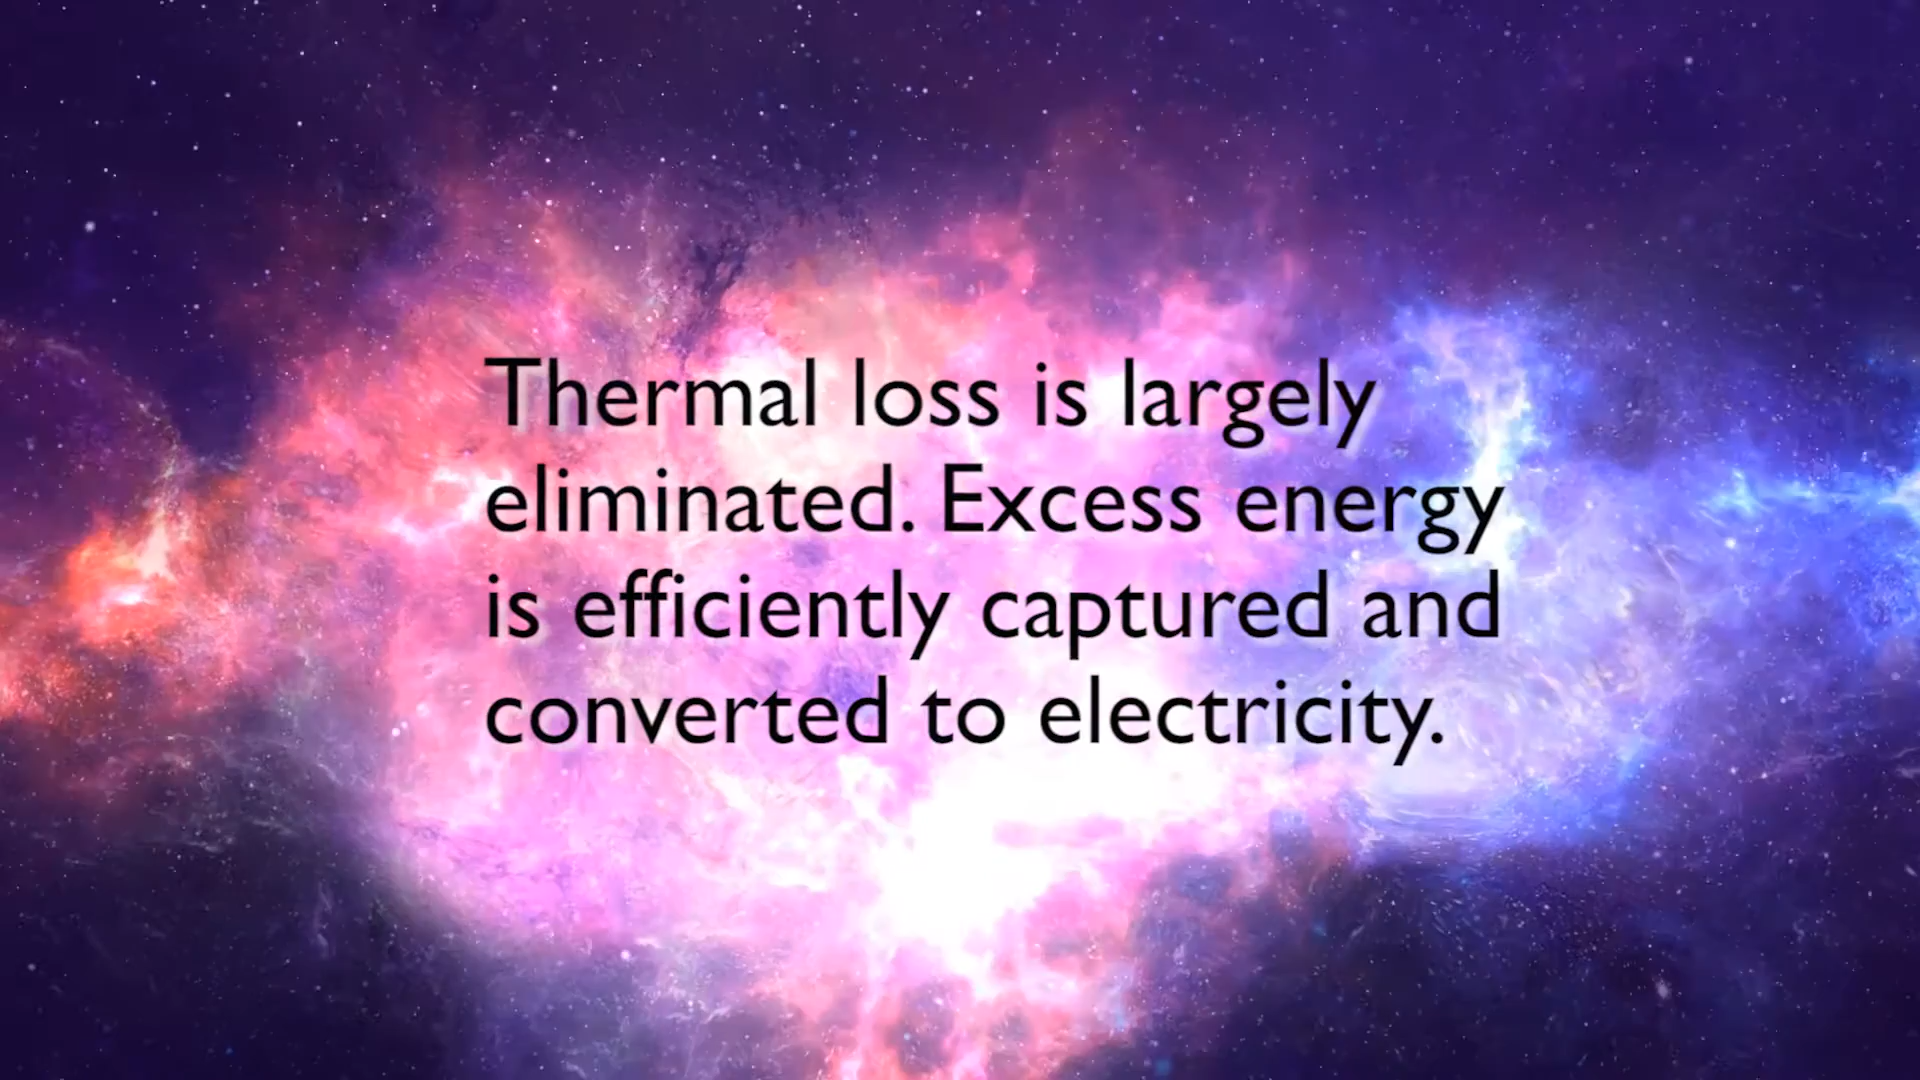 Thermal loss is largely
eliminated. Excess energy
is efficiently captured and
converted to electricity.